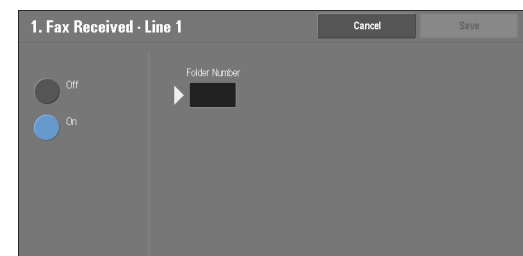 1. Fax Received - Line 1
Cancel
Save
Off
On
Folder Number